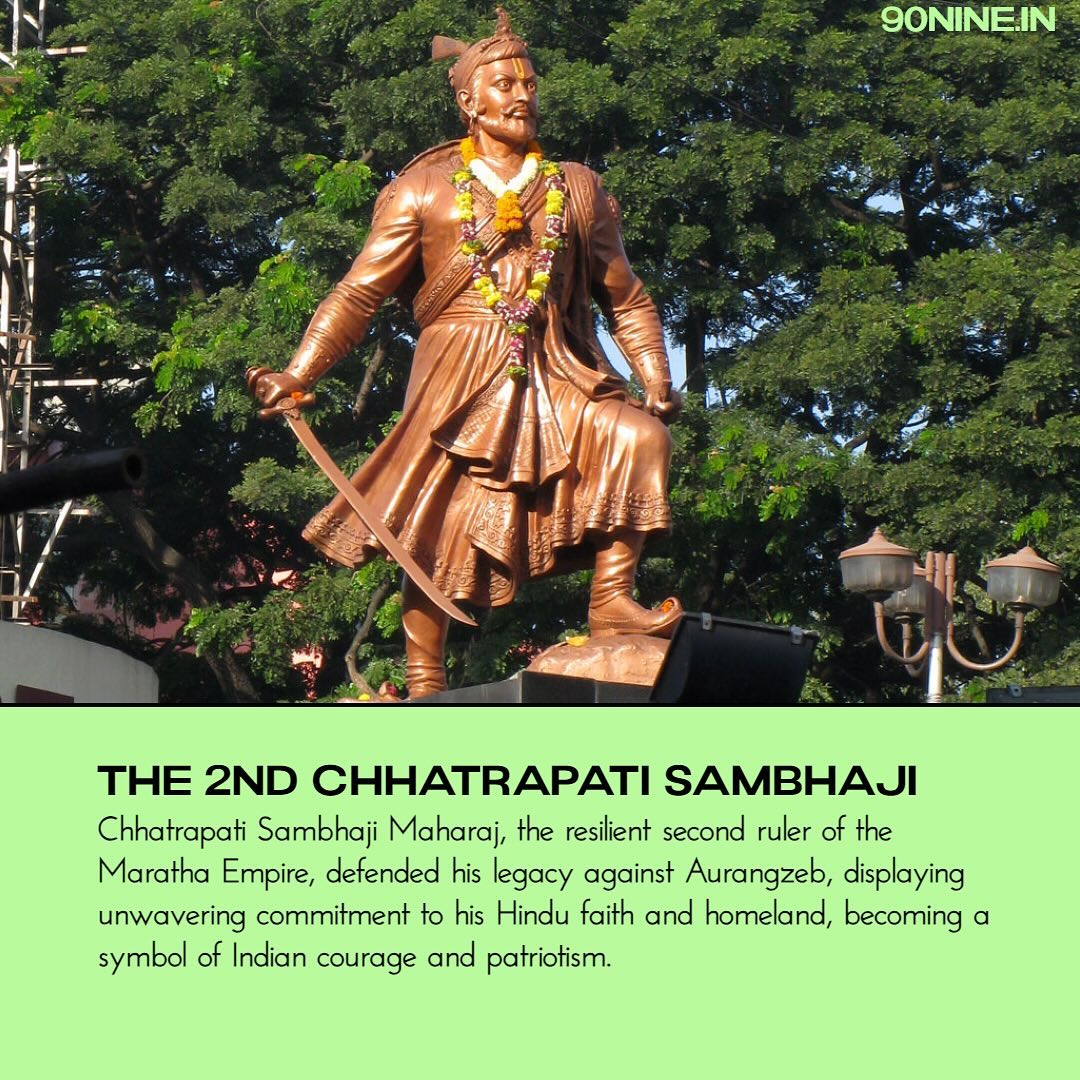 90NINE.IN
THE 2ND CHHATRAPATI SAMBHAJI
Chhatrapati Sambhaji Maharaj, the resilient second ruler of the
Maratha Empire, defended his legacy against Aurangzeb, displaying
unwavering commitment to his Hindu faith and homeland, becoming a
symbol of Indian courage and patriotism.